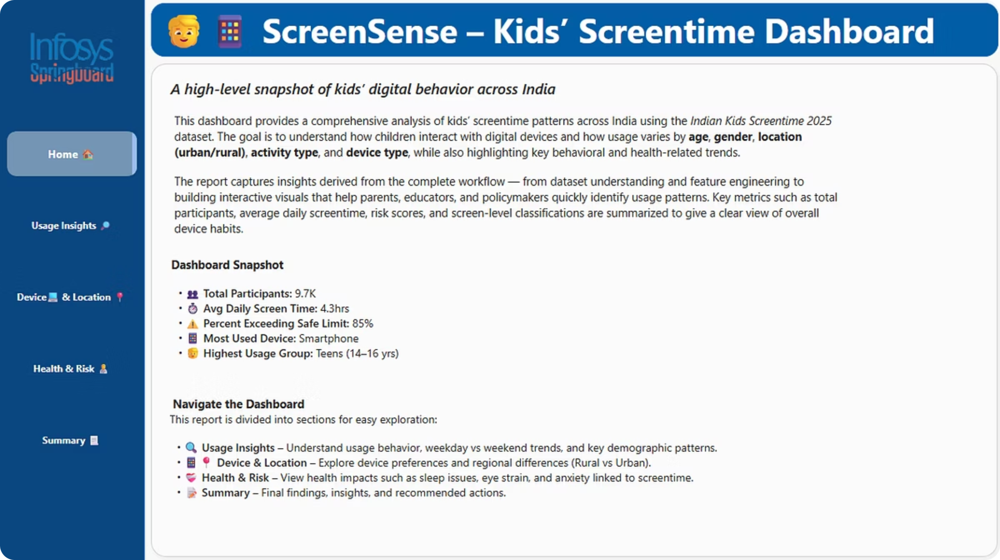 Infosys
Springboard
Home
Usage Insights
Device & Location
Health & Risk
Summary
ScreenSense – Kids’ Screentime Dashboard
A high-level snapshot of kids’ digital behavior across India
This dashboard provides a comprehensive analysis of kids’ screentime patterns across India using the Indian Kids Screentime 2025
dataset. The goal is to understand how children interact with digital devices and how usage varies by age, gender, location
(urban/rural), activity type, and device type, while also highlighting key behavioral and health-related trends.
The report captures insights derived from the complete workflow — from dataset understanding and feature engineering to
building interactive visuals that help parents, educators, and policymakers quickly identify usage patterns. Key metrics such as total
participants, average daily screentime, risk scores, and screen-level classifications are summarized to give a clear view of overall
device habits.
Dashboard Snapshot
• Total Participants: 9.7K
• Avg Daily Screen Time: 4.3hrs
• Percent Exceeding Safe Limit: 85%
• Most Used Device: Smartphone
• Highest Usage Group: Teens (14–16 yrs)
Navigate the Dashboard
This report is divided into sections for easy exploration:
• Usage Insights – Understand usage behavior, weekday vs weekend trends, and key demographic patterns.
• Device & Location – Explore device preferences and regional differences (Rural vs Urban).
• Health & Risk – View health impacts such as sleep issues, eye strain, and anxiety linked to screentime.
• Summary – Final findings, insights, and recommended actions.